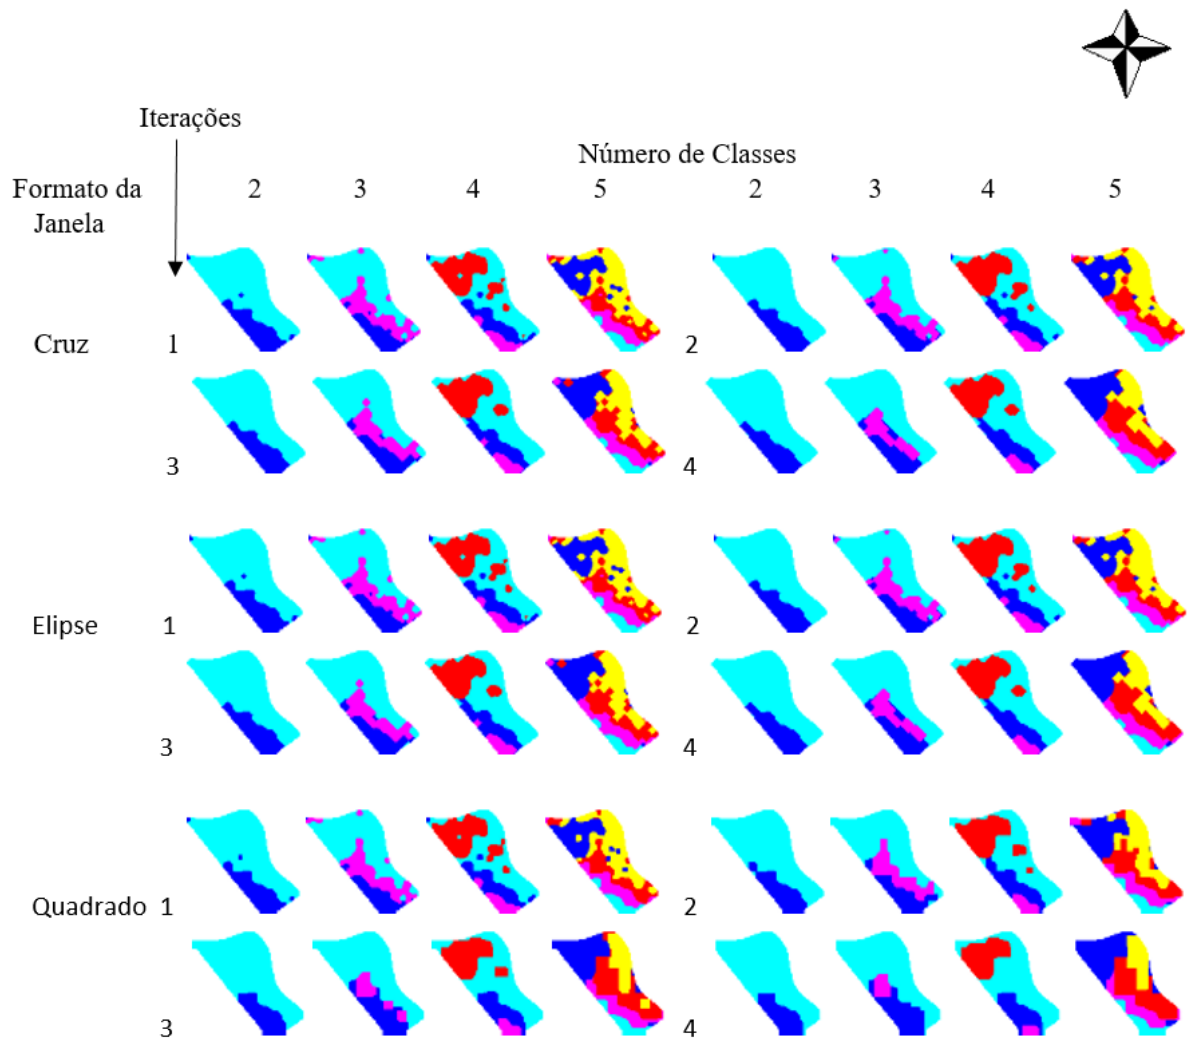 Iterações
Número de Classes
Formato da
Janela
2 3 4 5 2 3 4 5
Cruz 1 2
3 4
Elipse 1 2
3 4
Quadrado 1 2
3 4